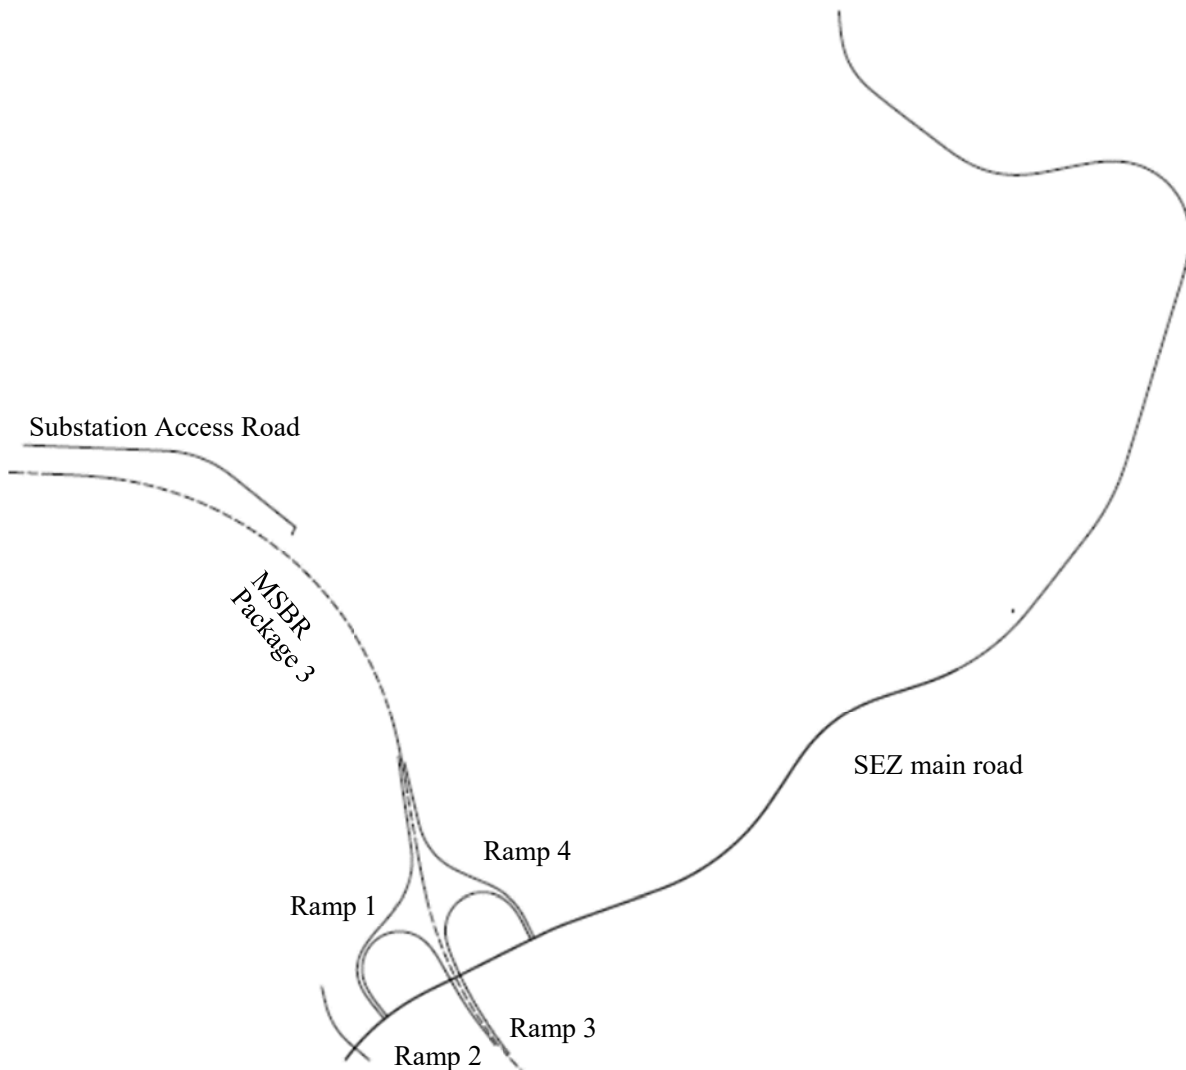 Substation Access Road
MSBR
Package 3
SEZ main road
Ramp 4
Ramp 1
Ramp 3
Ramp 2